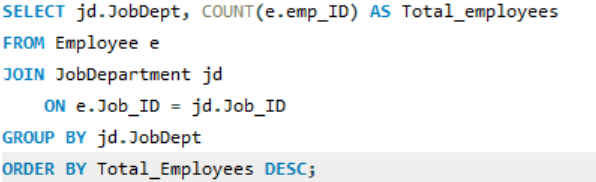 SELECT jd.JobDept, COUNT(e.emp_ID) AS Total_employees
FROM Employee e
JOIN JobDepartment jd
    ON e.Job_ID = jd.Job_ID
GROUP BY jd.JobDept
ORDER BY Total_Employees DESC;